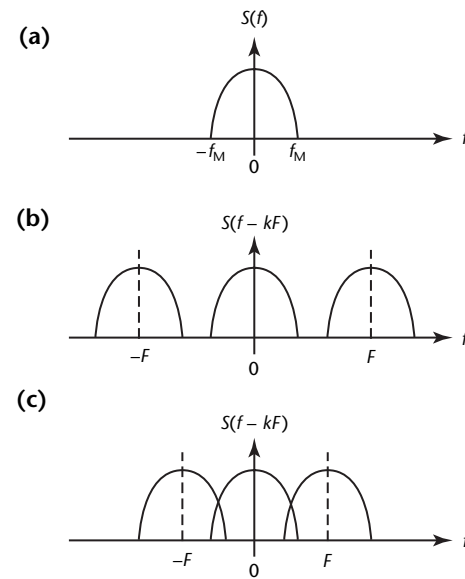 (a)
S(f)
−f_M f_M f
0
(b)
S(f − kF)
−F F f
0
(c)
S(f − kF)
−F F f
0